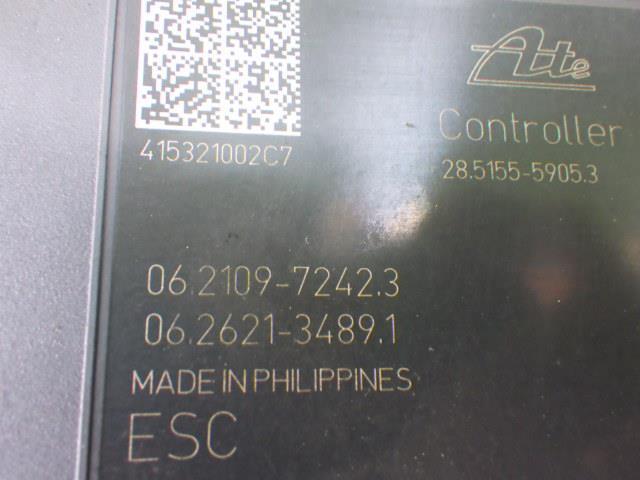 Ate
Controller
415321002C7
28.5155-5905.3
06.2109-7242.3
06.2621-3489.1
MADE IN PHILIPPINES
ESC